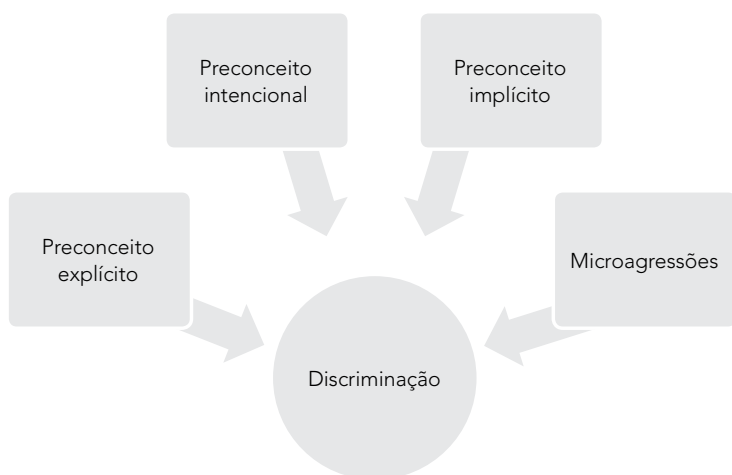 Preconceito
intencional
Preconceito
implícito
Preconceito
explícito
Microagressões
Discriminação